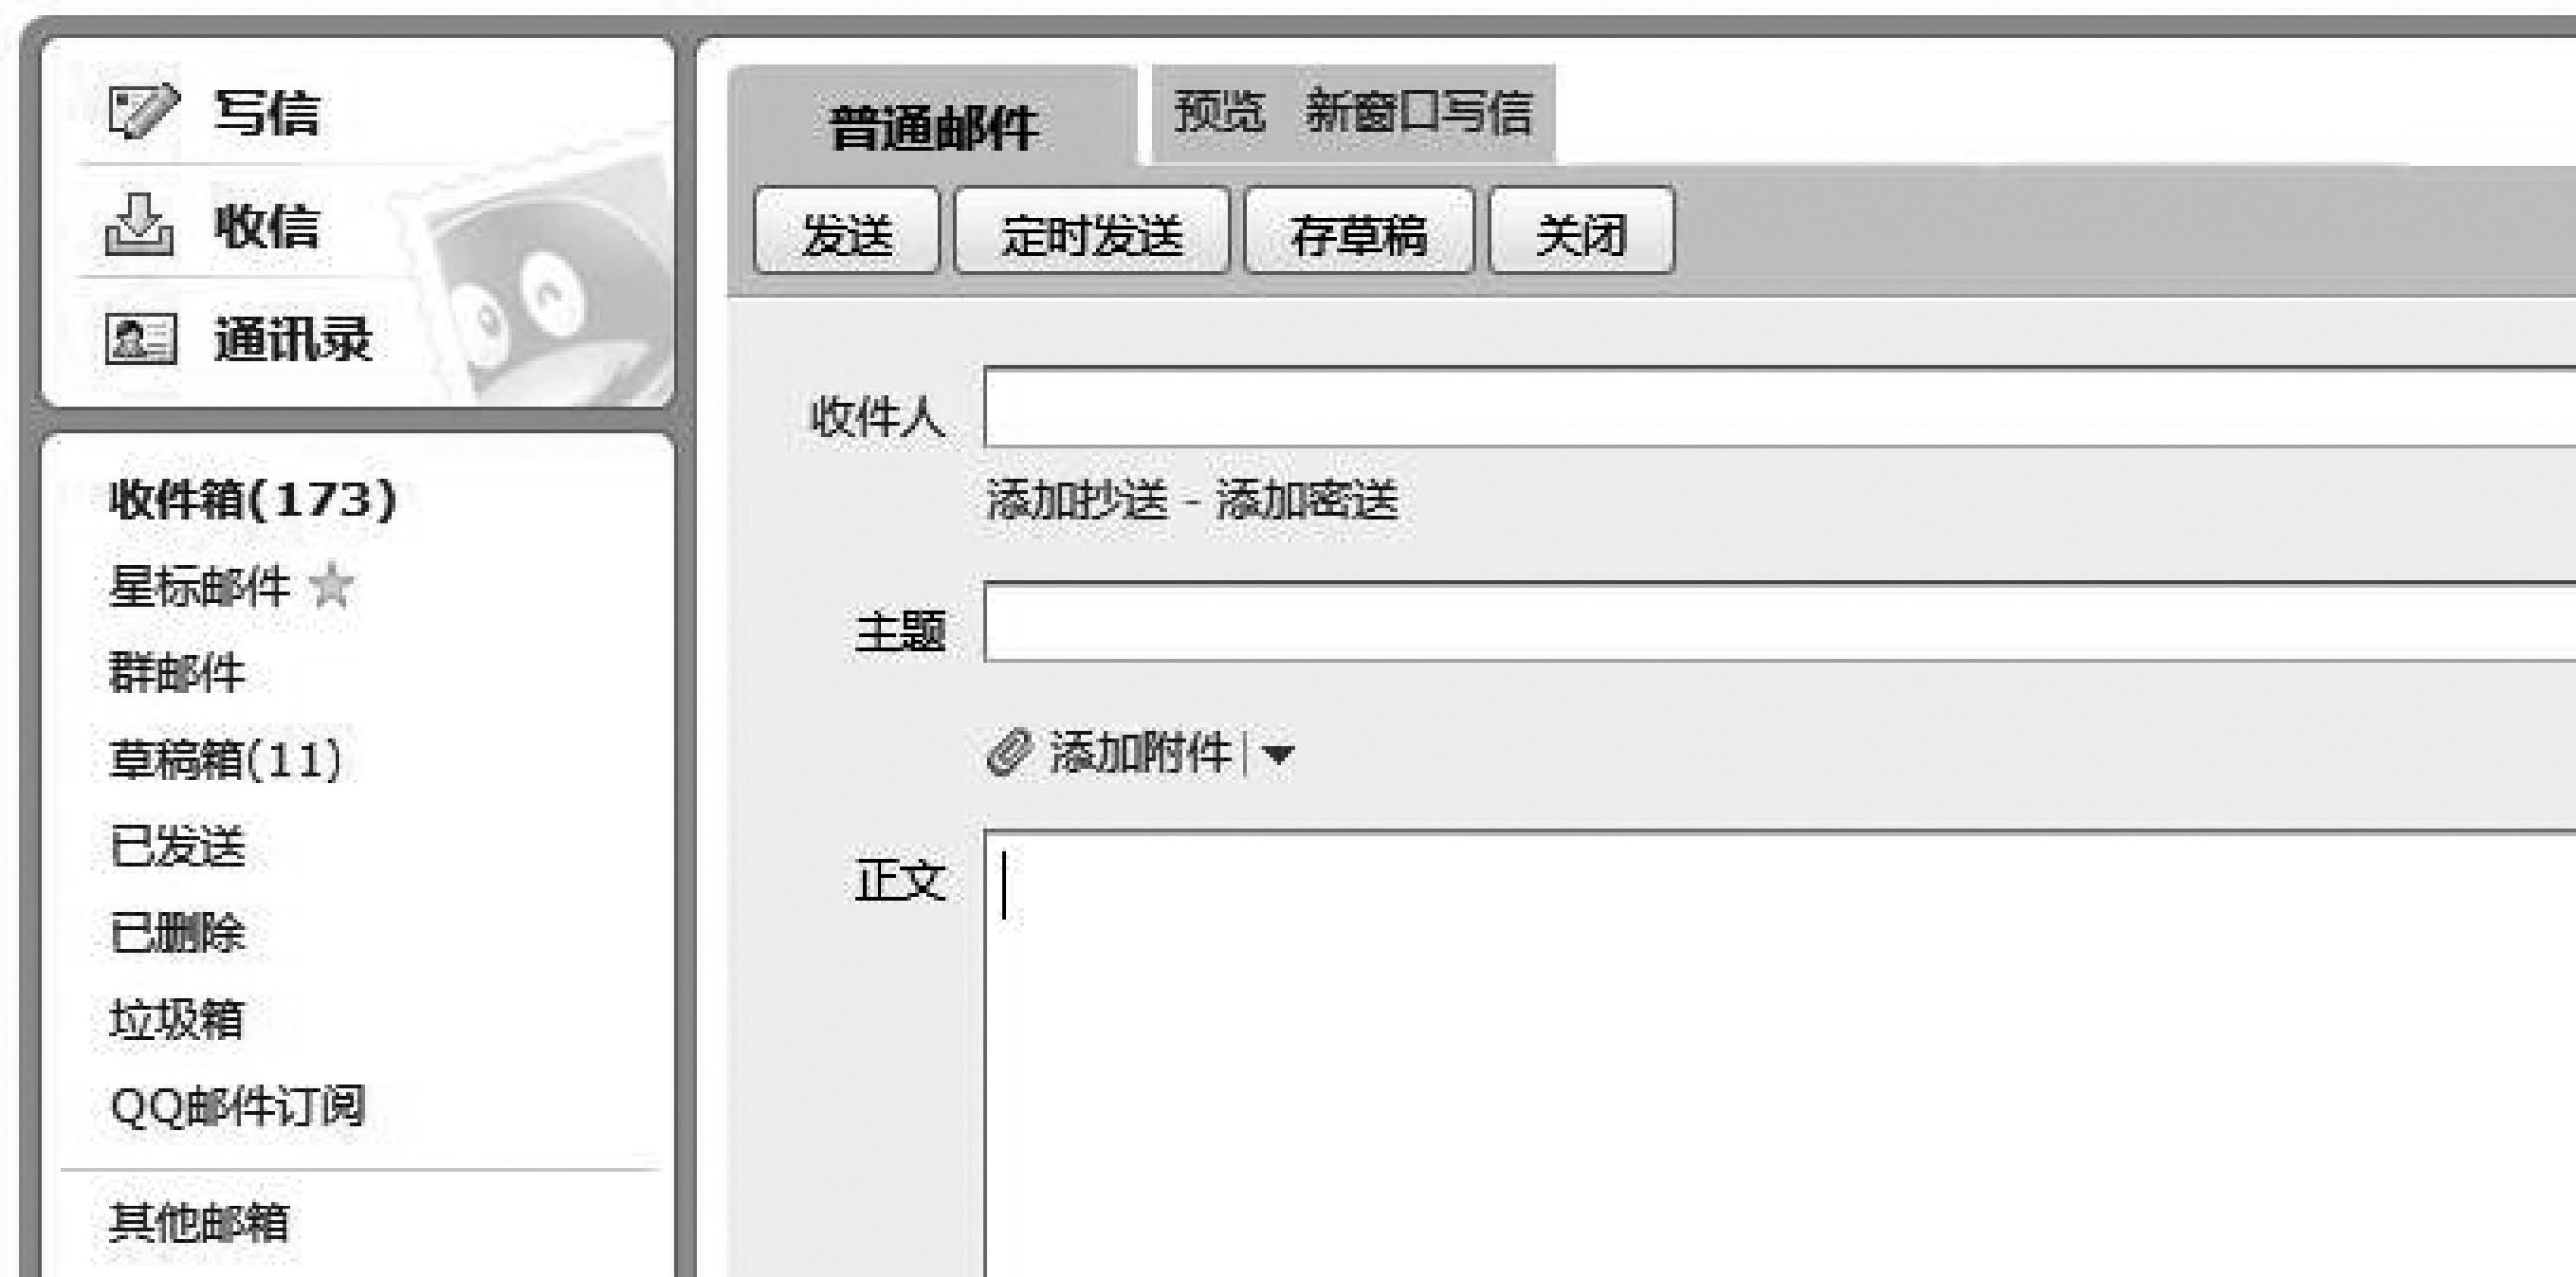 写信
收信
通讯录
收件箱(173)
星标邮件
群邮件
草稿箱(11)
已发送
已删除
垃圾箱
QQ邮件订阅
其他邮箱
普通邮件 预览 新窗口写信
发送 定时发送 存草稿 关闭
收件人
添加抄送 - 添加密送
主题
添加附件
正文